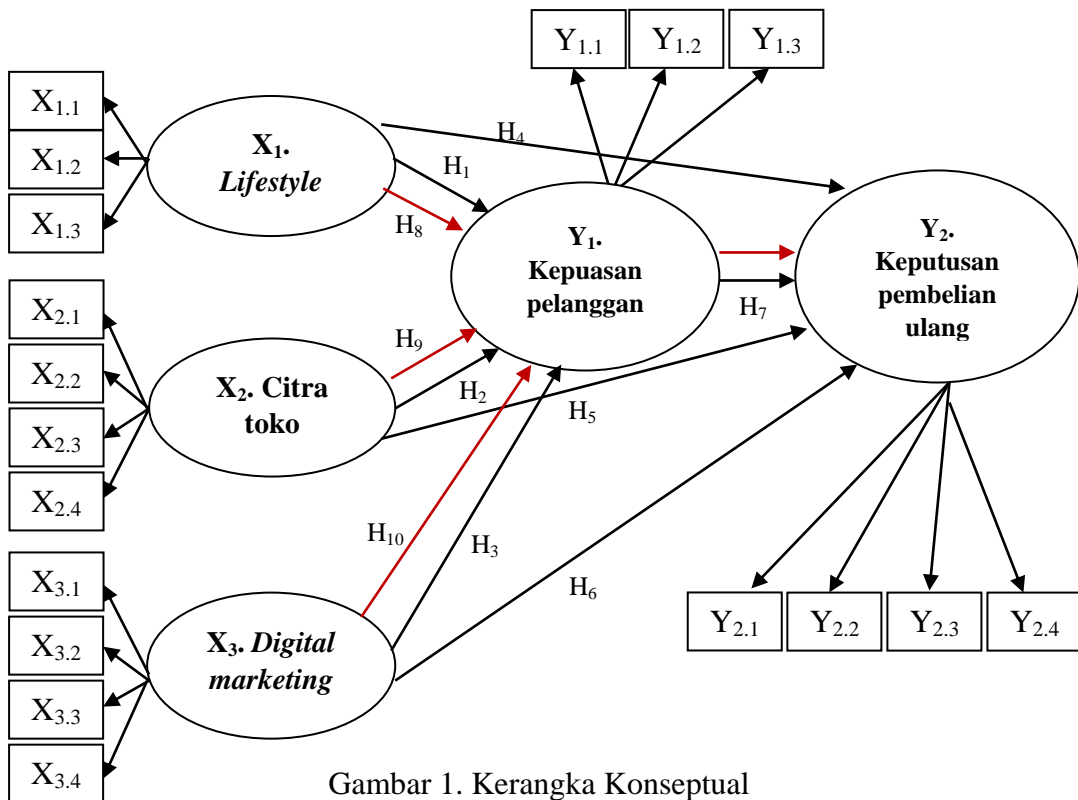 Y1.1 Y1.2 Y1.3
X1.1
X1.2
X1.3
X1.
Lifestyle
H4
H1
H8
Y1.
Kepuasan
pelanggan
Y2.
Keputusan
pembelian
ulang
H7
X2.1
X2.2
X2.3
X2.4
X2. Citra
toko
H9
H2
H5
X3.1
X3.2
X3.3
X3.4
X3. Digital
marketing
H10
H3
H6
Y2.1 Y2.2 Y2.3 Y2.4
Gambar 1. Kerangka Konseptual